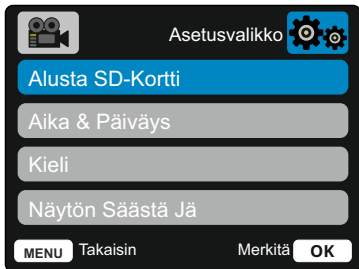 Asetusvalikko
Alusta SD-Kortti
Aika & Päiväys
Kieli
Näytön Säästä Jä
MENU Takaisin Merkitä OK